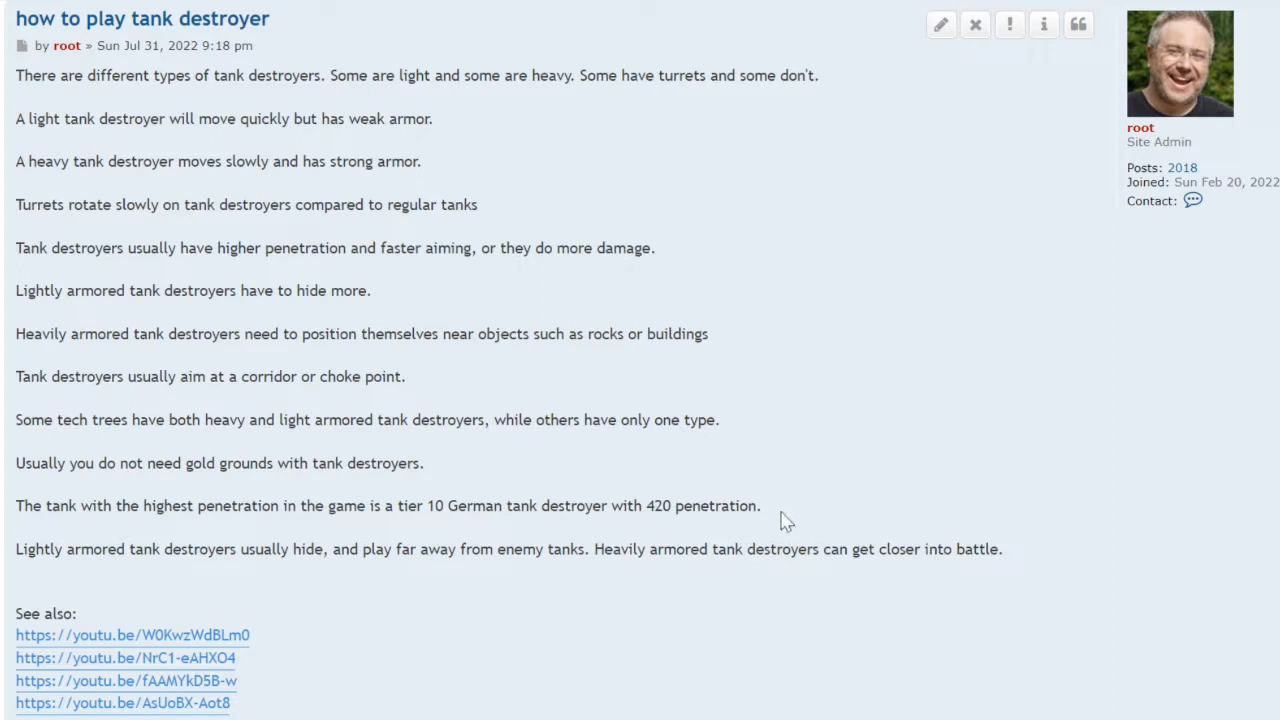 how to play tank destroyer
by root » Sun Jul 31, 2022 9:18 pm
There are different types of tank destroyers. Some are light and some are heavy. Some have turrets and some don't.
A light tank destroyer will move quickly but has weak armor.
A heavy tank destroyer moves slowly and has strong armor.
Turrets rotate slowly on tank destroyers compared to regular tanks
Tank destroyers usually have higher penetration and faster aiming, or they do more damage.
Lightly armored tank destroyers have to hide more.
Heavily armored tank destroyers need to position themselves near objects such as rocks or buildings
Tank destroyers usually aim at a corridor or choke point.
Some tech trees have both heavy and light armored tank destroyers, while others have only one type.
Usually you do not need gold grounds with tank destroyers.
The tank with the highest penetration in the game is a tier 10 German tank destroyer with 420 penetration.
Lightly armored tank destroyers usually hide, and play far away from enemy tanks. Heavily armored tank destroyers can get closer into battle.
See also:
https://youtu.be/W0KwzWdBLm0
https://youtu.be/NrC1-eAHXO4
https://youtu.be/fAAMYkD5B-w
https://youtu.be/AsUoBX-Aot8
root
Site Admin
Posts: 2018
Joined: Sun Feb 20, 2022
Contact: